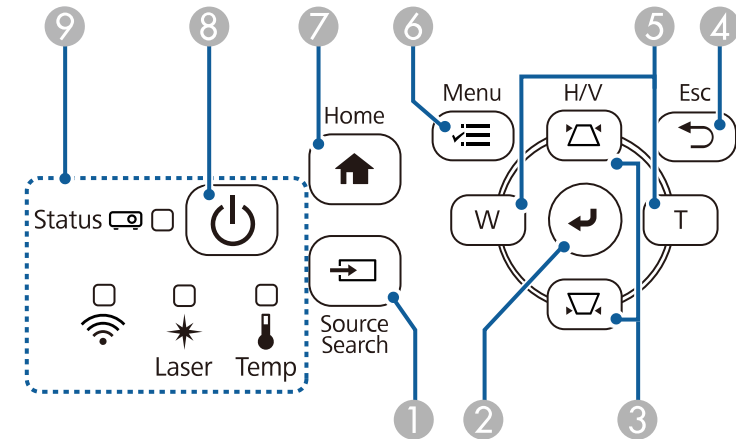 9 8 7 6 5 4
Menu H/V Esc
Home
W T
Status
Source
Search
Laser Temp
1 2 3